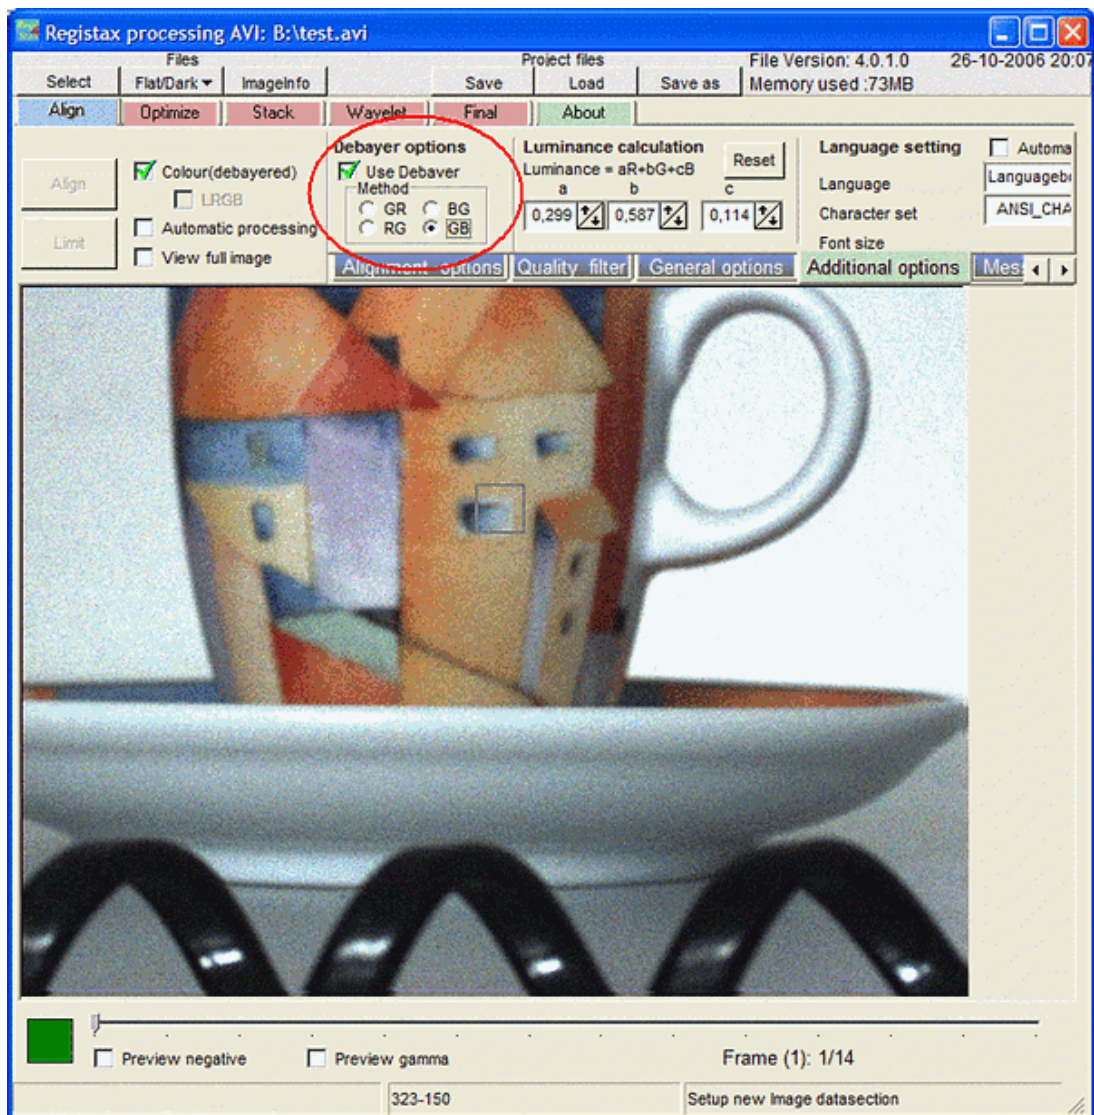 Registax processing AVI: B:\test.avi
Files Project files File Version: 4.0.1.0 26-10-2006 20:07
Select Flat/Dark ImageInfo Save Load Save as Memory used :73MB
Align Optimize Stack Wavelet Final About
Debayer options Luminance calculation Language setting Automa
Align Colour(debayered) Use Debayer Luminance = aR+bG+cB Reset Language Languageb
LRGB Method a b c
GR BG 0,299 0,587 0,114 Character set ANSI_CHA
Limit Automatic processing RG GB
View full image Font size
Alignment options Quality filter General options Additional options Mes
Preview negative Preview gamma Frame (1): 1/14
323-150 Setup new Image datasection